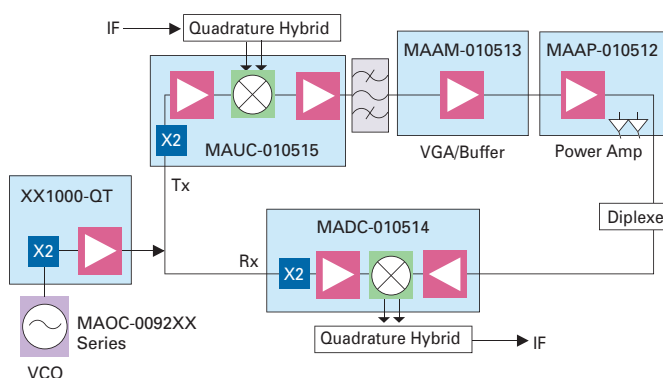 IF
Quadrature Hybrid
MAAM-010513
MAAP-010512
X2
MAUC-010515
VGA/Buffer
Power Amp
Tx
XX1000-QT
Diplexe
MADC-010514
X2
Rx
X2
MAOC-0092XX
Series
Quadrature Hybrid
IF
VCO